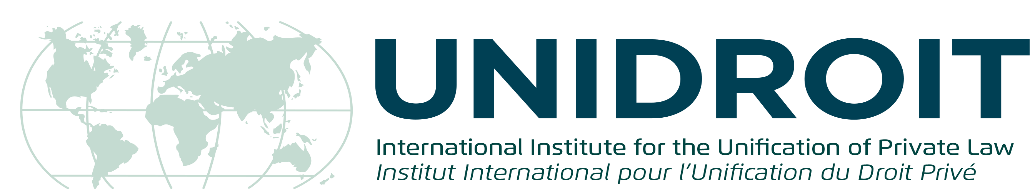 UNIDROIT
International Institute for the Unification of Private Law
Institut International pour l'Unification du Droit Privé